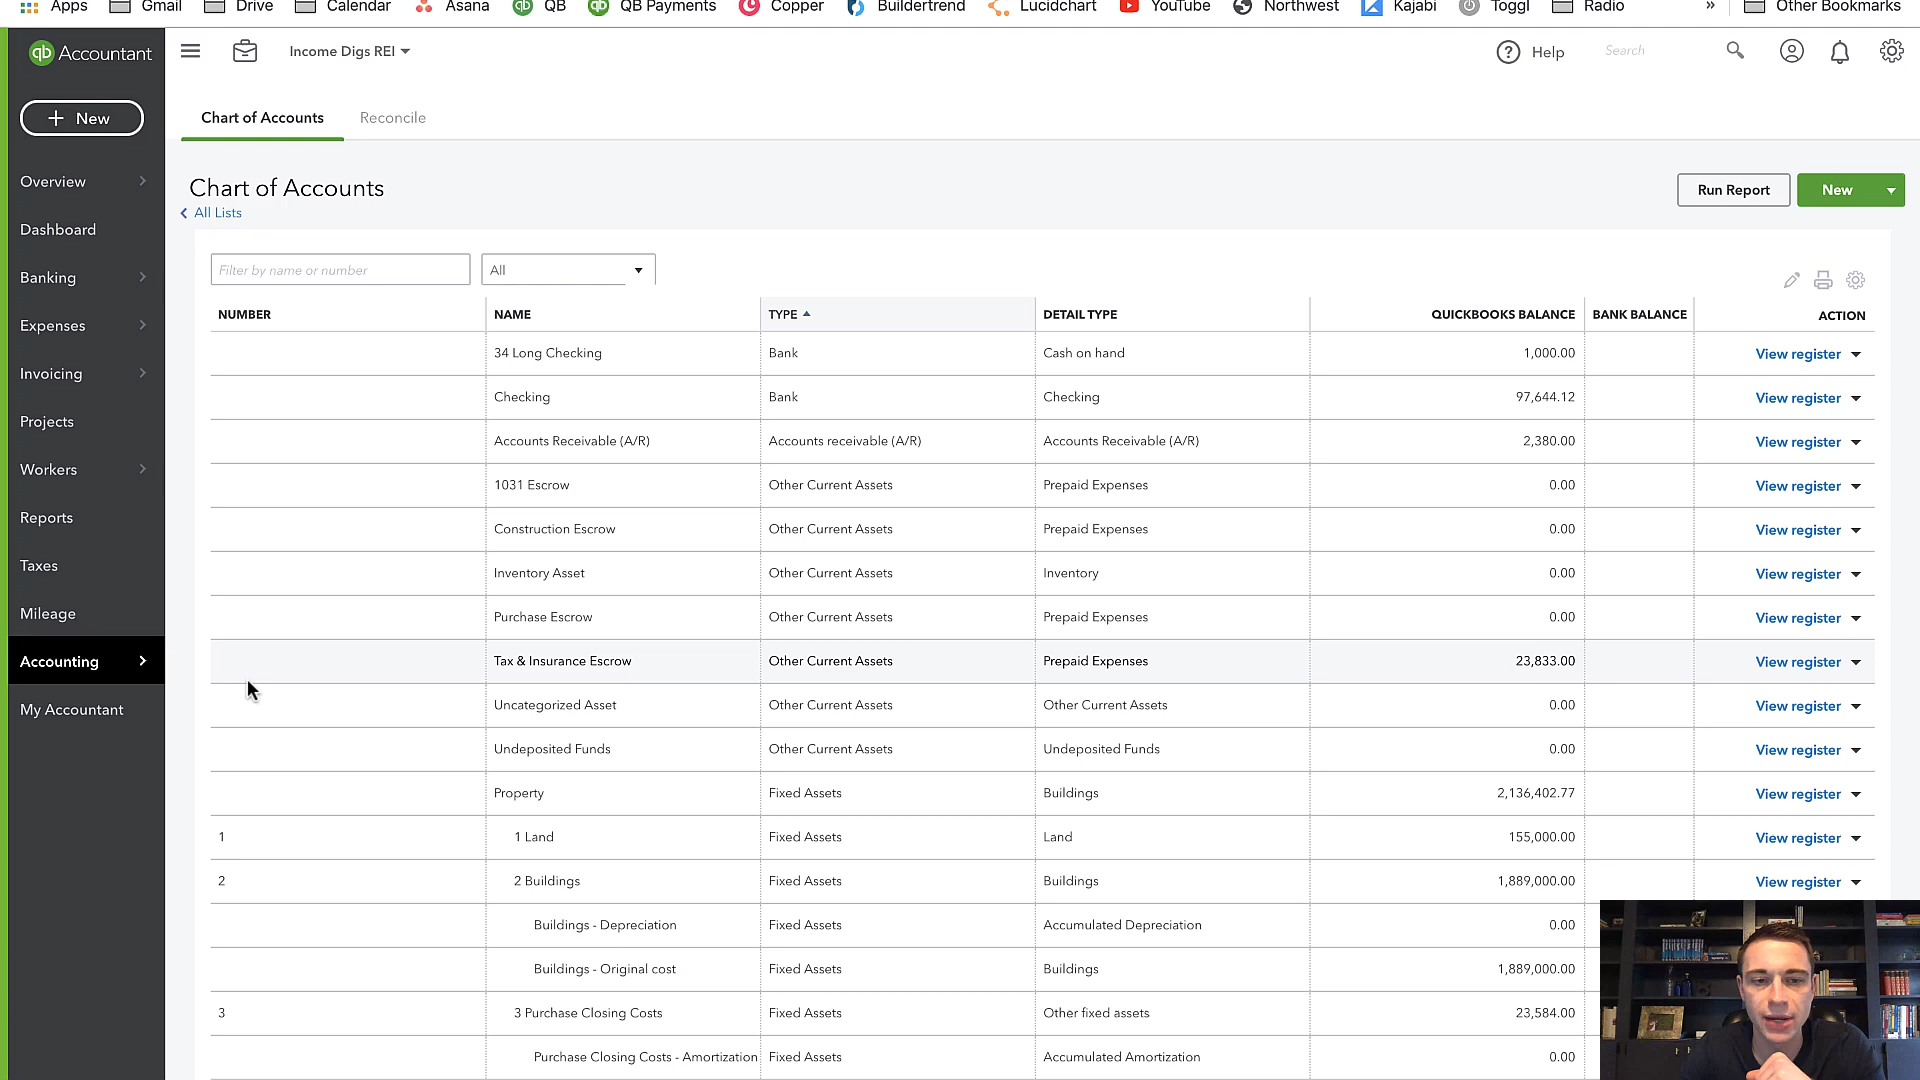 Apps Gmail Drive Calendar Asana QB QB Payments Copper Buildertrend Lucidchart YouTube Northwest Kajabi Toggl Radio » Other Bookmarks
qb Accountant
Income Digs REI
Help
Search
+ New
Chart of Accounts
Reconcile
Overview
Dashboard
Banking
Expenses
Invoicing
Projects
Workers
Reports
Taxes
Mileage
Accounting
My Accountant
Chart of Accounts
All Lists
Run Report
New
Filter by name or number
All
NUMBER NAME TYPE DETAIL TYPE QUICKBOOKS BALANCE BANK BALANCE ACTION
34 Long Checking Bank Cash on hand 1,000.00 View register
Checking Bank Checking 97,644.12 View register
Accounts Receivable (A/R) Accounts receivable (A/R) Accounts Receivable (A/R) 2,380.00 View register
1031 Escrow Other Current Assets Prepaid Expenses 0.00 View register
Construction Escrow Other Current Assets Prepaid Expenses 0.00 View register
Inventory Asset Other Current Assets Inventory 0.00 View register
Purchase Escrow Other Current Assets Prepaid Expenses 0.00 View register
Tax & Insurance Escrow Other Current Assets Prepaid Expenses 23,833.00 View register
Uncategorized Asset Other Current Assets Other Current Assets 0.00 View register
Undeposited Funds Other Current Assets Undeposited Funds 0.00 View register
Property Fixed Assets Buildings 2,136,402.77 View register
1 1 Land Fixed Assets Land 155,000.00 View register
2 2 Buildings Fixed Assets Buildings 1,889,000.00 View register
Buildings - Depreciation Fixed Assets Accumulated Depreciation 0.00
Buildings - Original cost Fixed Assets Buildings 1,889,000.00
3 3 Purchase Closing Costs Fixed Assets Other fixed assets 23,584.00
Purchase Closing Costs - Amortization Fixed Assets Accumulated Amortization 0.00